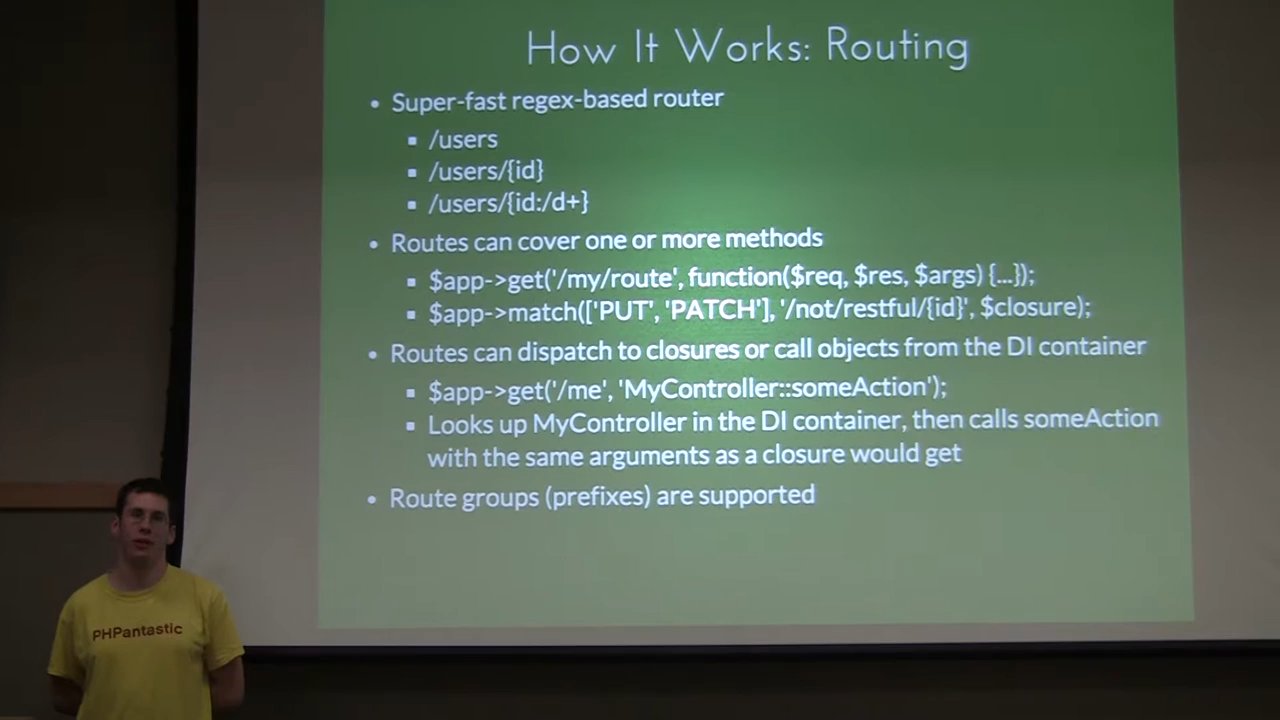 How It Works: Routing
• Super-fast regex-based router
▪ /users
▪ /users/{id}
▪ /users/{id:/d+}
• Routes can cover one or more methods
▪ $app->get('/my/route', function($req, $res, $args) {...});
▪ $app->match(['PUT', 'PATCH'], '/not/restful/{id}', $closure);
• Routes can dispatch to closures or call objects from the DI container
▪ $app->get('/me', 'MyController::someAction');
▪ Looks up MyController in the DI container, then calls someAction
with the same arguments as a closure would get
• Route groups (prefixes) are supported
PHPantastic